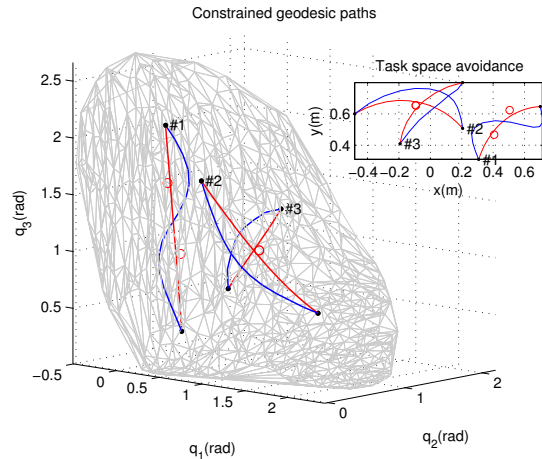 Constrained geodesic paths
Task space avoidance
y(m)
0.6
0.4
#2
#3
#1
−0.4 −0.2 0 0.2 0.4 0.6
x(m)
q3(rad)
2.5
2
1.5
1
0.5
−0.5
#1
#2
#3
0 0.5 1 1.5 2
q1(rad)
0 1 2
q2(rad)